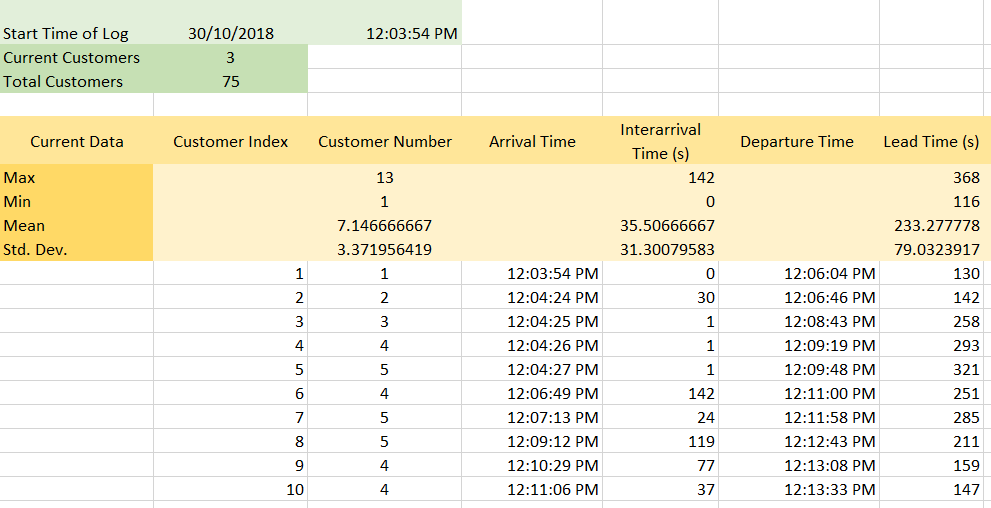 Start Time of Log 30/10/2018 12:03:54 PM
Current Customers 3
Total Customers 75
Current Data Customer Index Customer Number Arrival Time Interarrival Time (s) Departure Time Lead Time (s)
Max 13 142 368
Min 1 0 116
Mean 7.146666667 35.50666667 233.277778
Std. Dev. 3.371956419 31.30079583 79.0323917
1 1 12:03:54 PM 0 12:06:04 PM 130
2 2 12:04:24 PM 30 12:06:46 PM 142
3 3 12:04:25 PM 1 12:08:43 PM 258
4 4 12:04:26 PM 1 12:09:19 PM 293
5 5 12:04:27 PM 1 12:09:48 PM 321
6 4 12:06:49 PM 142 12:11:00 PM 251
7 5 12:07:13 PM 24 12:11:58 PM 285
8 5 12:09:12 PM 119 12:12:43 PM 211
9 4 12:10:29 PM 77 12:13:08 PM 159
10 4 12:11:06 PM 37 12:13:33 PM 147